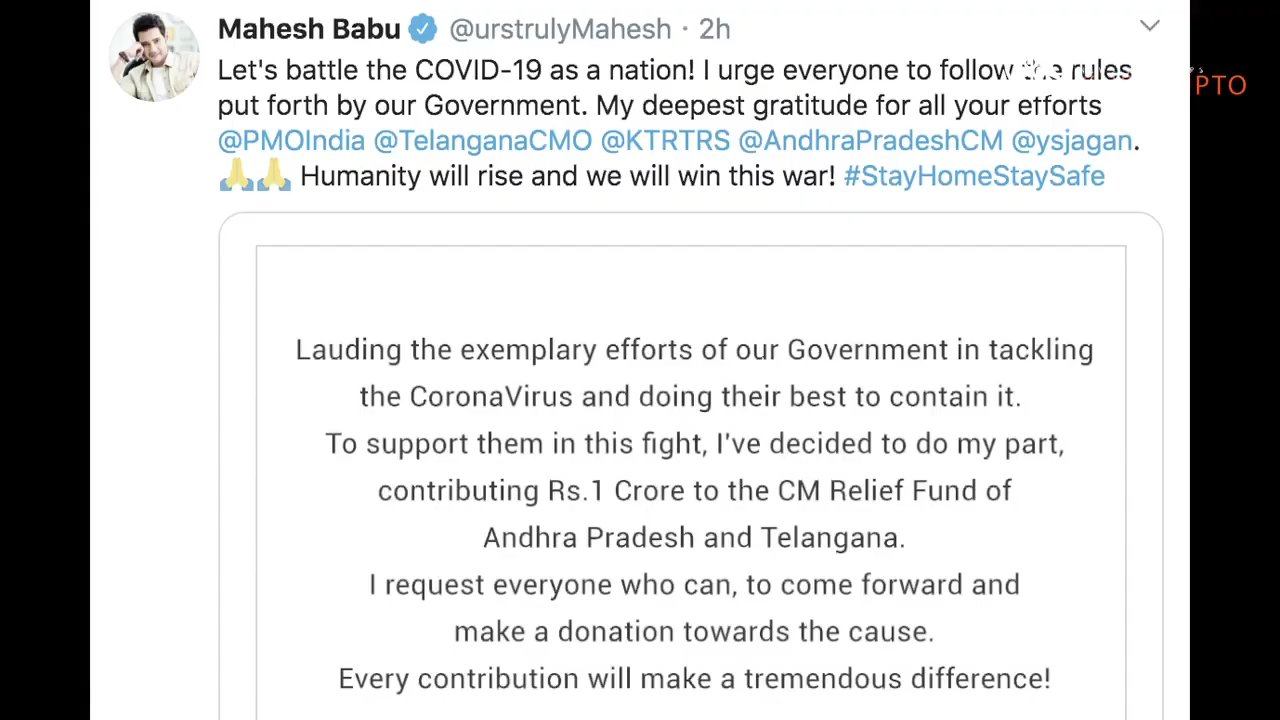 Mahesh Babu @urstrulyMahesh · 2h
Let's battle the COVID-19 as a nation! I urge everyone to follow the rules
put forth by our Government. My deepest gratitude for all your efforts
@PMOIndia @TelanganaCMO @KTRTRS @AndhraPradeshCM @ysjagan.
🙏🙏 Humanity will rise and we will win this war! #StayHomeStaySafe
PTO
Lauding the exemplary efforts of our Government in tackling
the CoronaVirus and doing their best to contain it.
To support them in this fight, I've decided to do my part,
contributing Rs.1 Crore to the CM Relief Fund of
Andhra Pradesh and Telangana.
I request everyone who can, to come forward and
make a donation towards the cause.
Every contribution will make a tremendous difference!